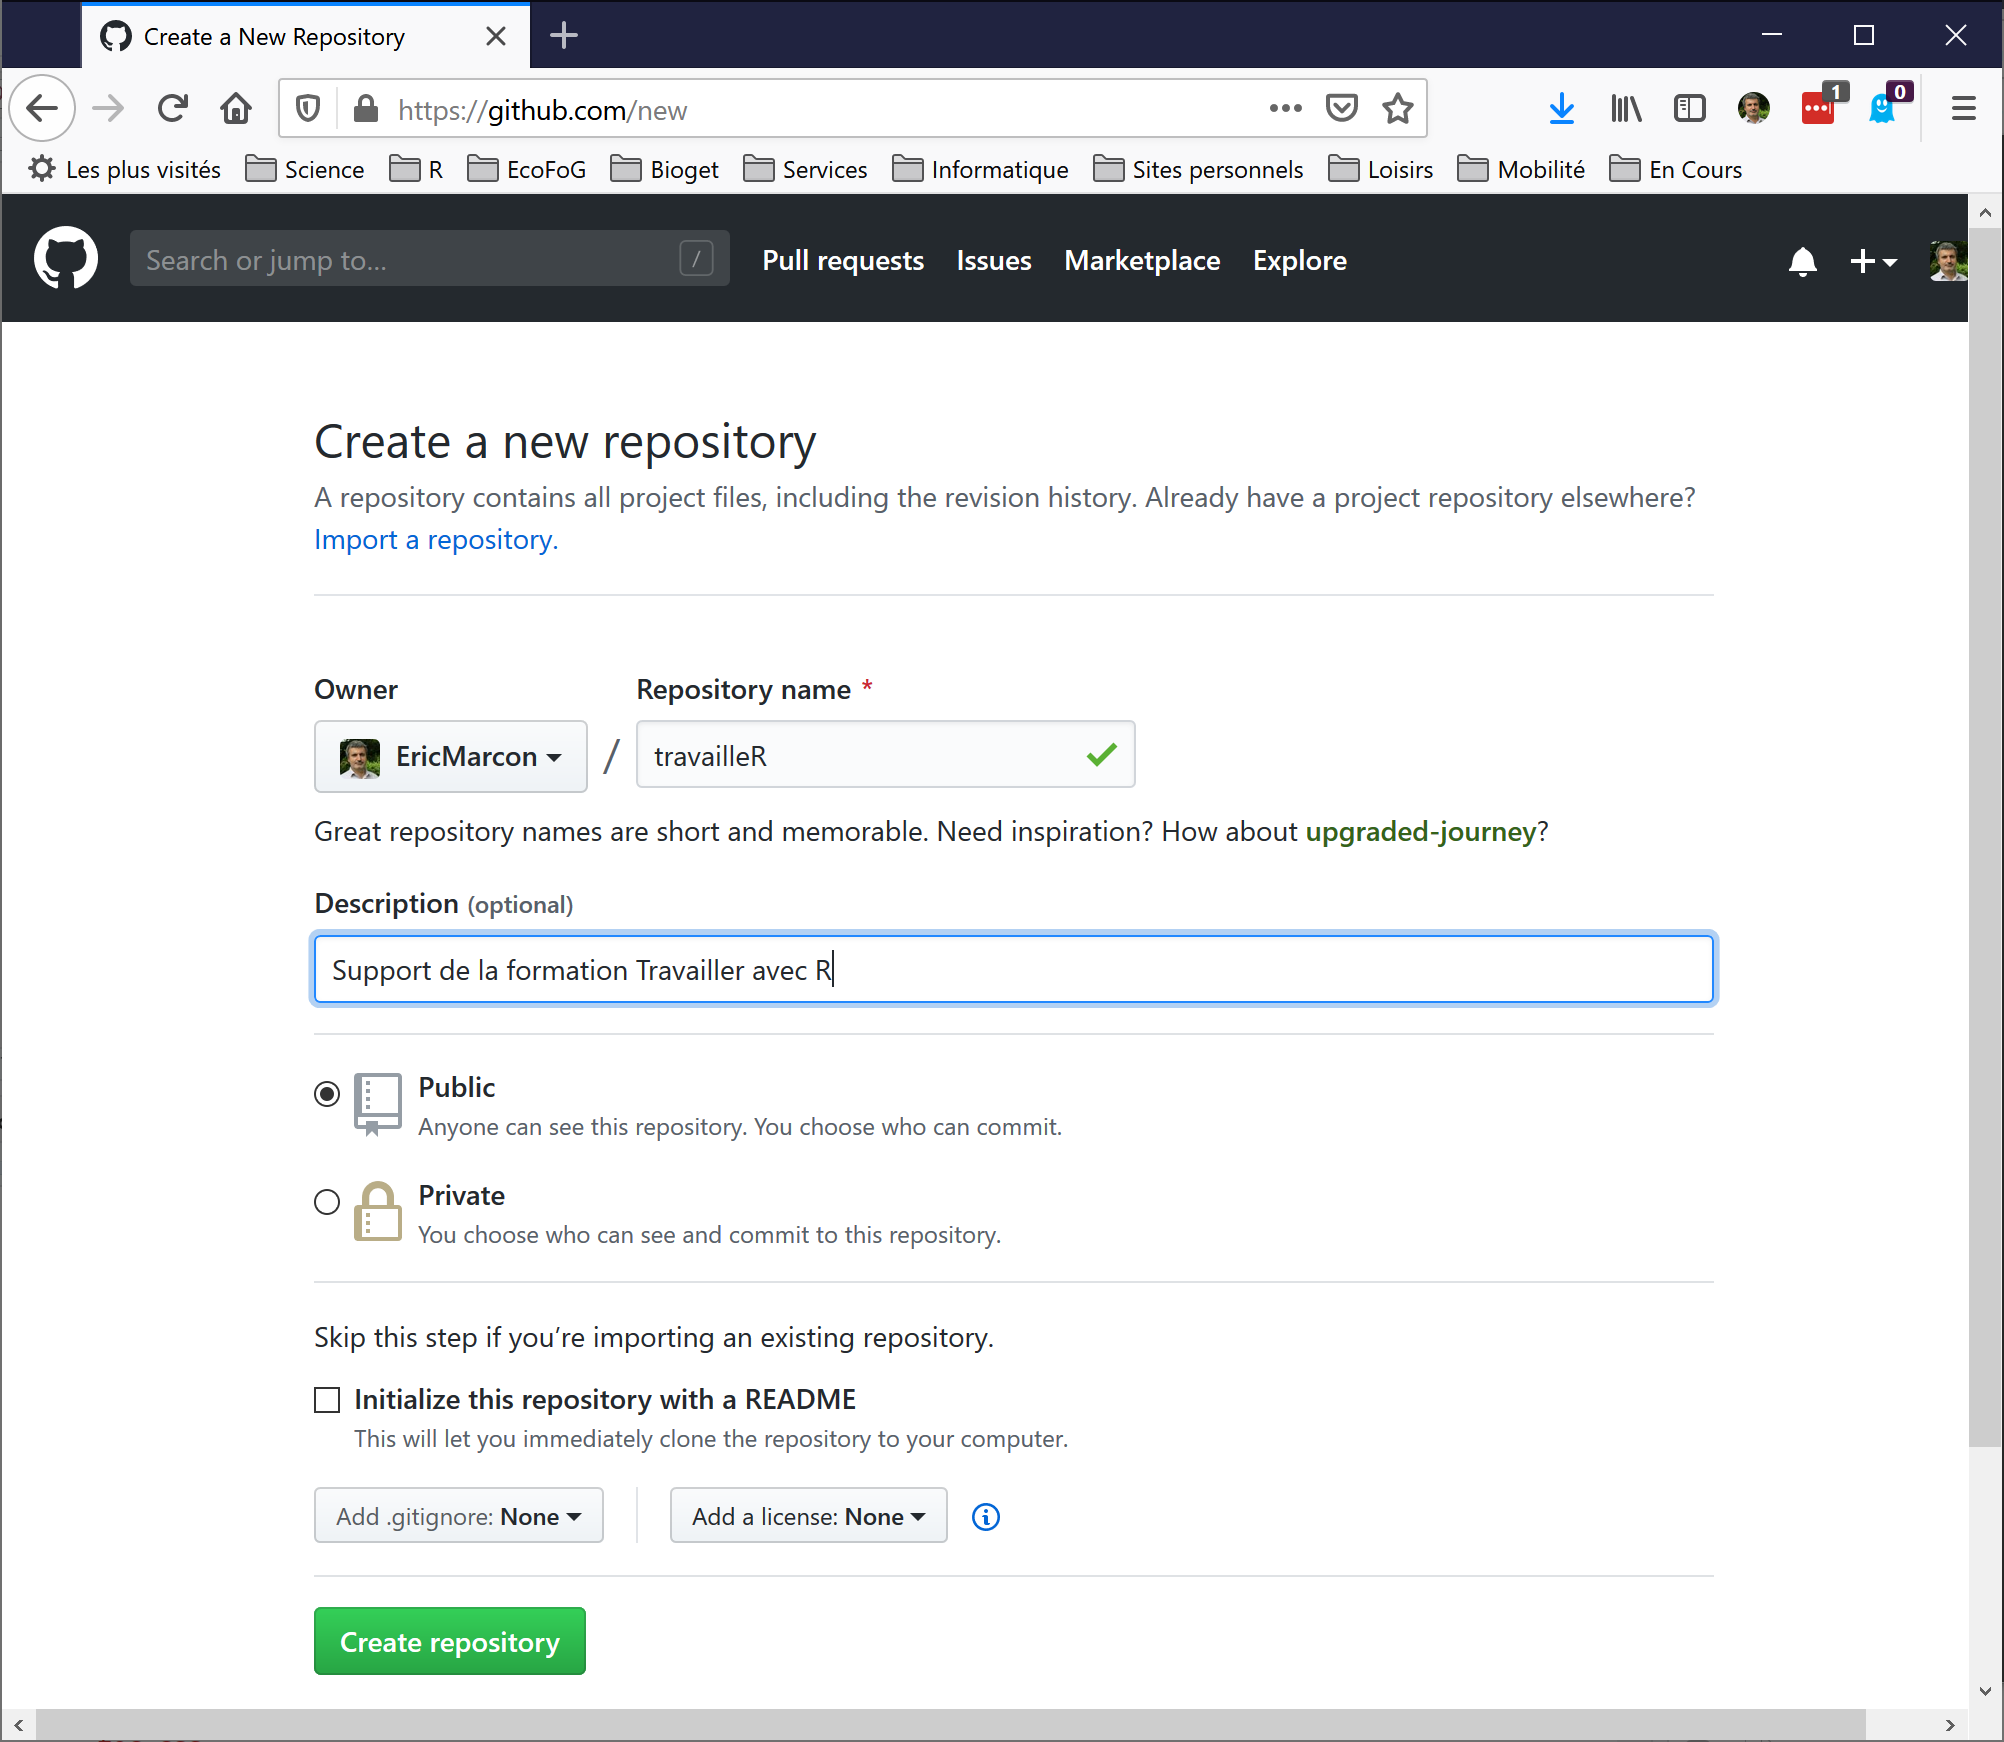 Create a New Repository
https://github.com/new
1
0
Les plus visités Science R EcoFoG Bioget Services Informatique Sites personnels Loisirs Mobilité En Cours
Search or jump to... /
Pull requests Issues Marketplace Explore
Create a new repository
A repository contains all project files, including the revision history. Already have a project repository elsewhere?
Import a repository.
Owner Repository name *
EricMarcon / travailleR
Great repository names are short and memorable. Need inspiration? How about upgraded-journey?
Description (optional)
Support de la formation Travailler avec R
Public
Anyone can see this repository. You choose who can commit.
Private
You choose who can see and commit to this repository.
Skip this step if you’re importing an existing repository.
Initialize this repository with a README
This will let you immediately clone the repository to your computer.
Add .gitignore: None Add a license: None
Create repository